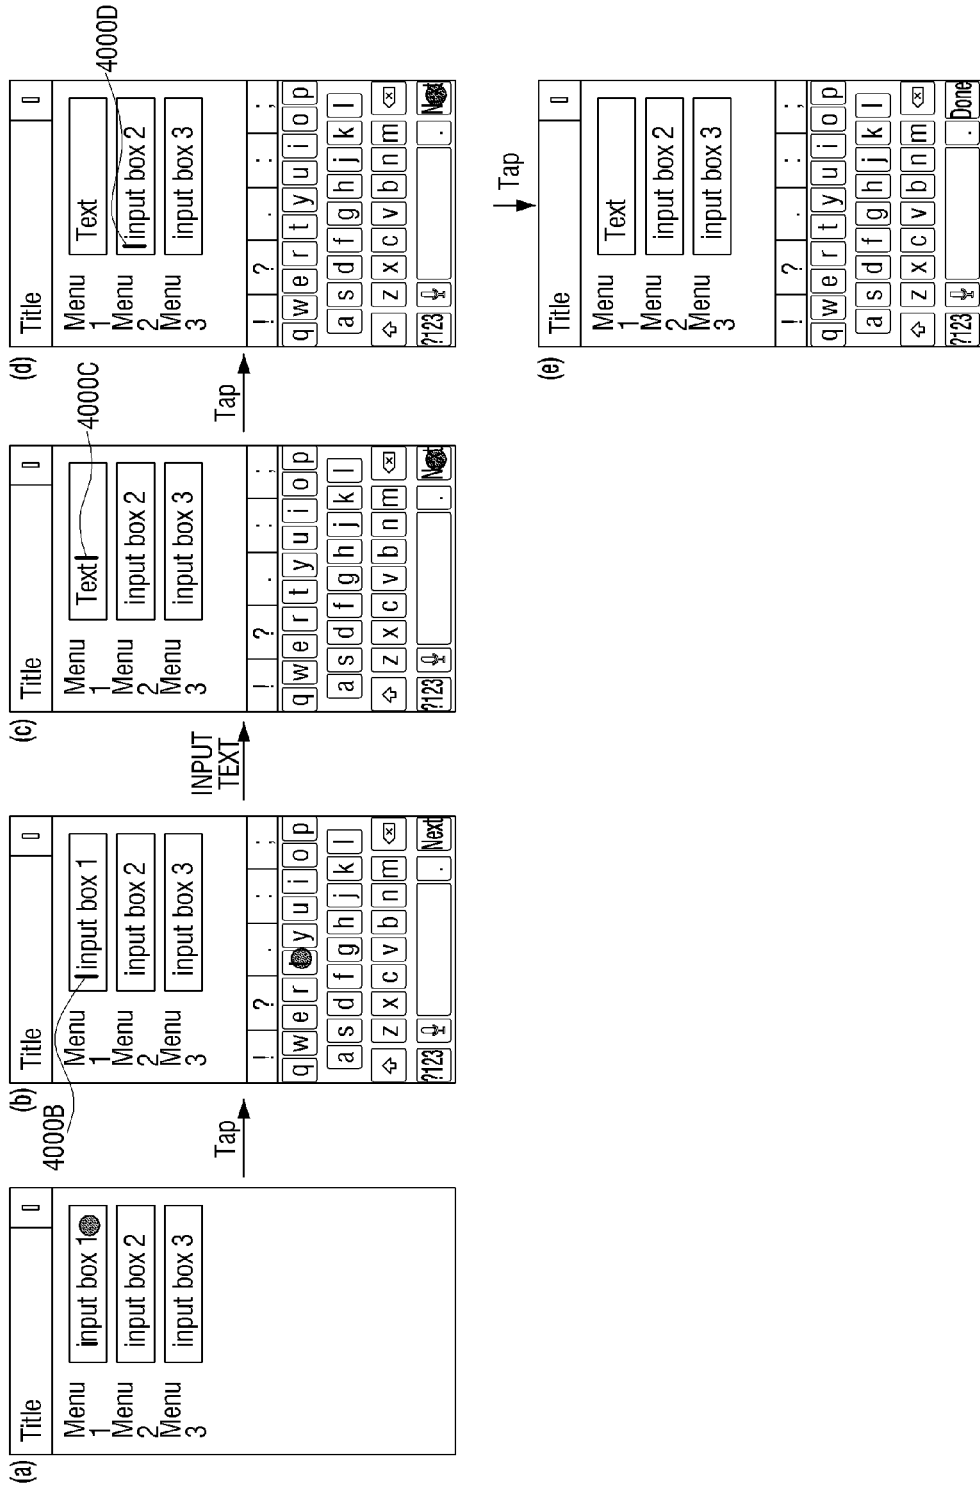 (a)
Title
Menu 1 input box 1
Menu 2 input box 2
Menu 3 input box 3
Tap
(b)
4000B
Title
Menu 1 input box 1
Menu 2 input box 2
Menu 3 input box 3
! ? . : ;
q w e r y u i o p
a s d f g h j k l
z x c v b n m
?123 . Next
INPUT TEXT
(c)
4000C
Title
Menu 1 Text
Menu 2 input box 2
Menu 3 input box 3
! ? . : ;
q w e r t y u i o p
a s d f g h j k l
z x c v b n m
?123 . Next
Tap
(d)
4000D
Title
Menu 1 Text
Menu 2 input box 2
Menu 3 input box 3
! ? . : ;
q w e r t y u i o p
a s d f g h j k l
z x c v b n m
?123 . Next
Tap
(e)
Title
Menu 1 Text
Menu 2 input box 2
Menu 3 input box 3
! ? . : ;
q w e r t y u i o p
a s d f g h j k l
z x c v b n m
?123 . Done